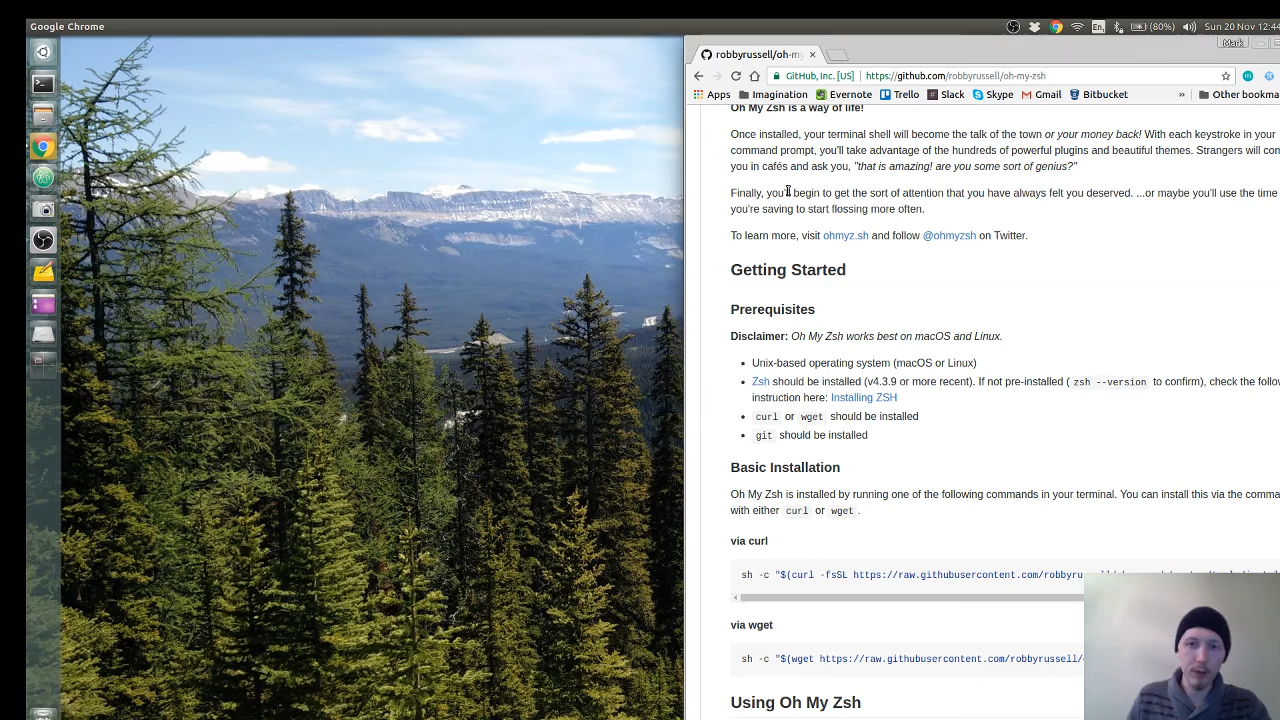 Google Chrome
En
(80%)
Sun 20 Nov 12:44
robbyrussell/oh-my
Mark
GitHub, Inc. [US]
https://github.com/robbyrussell/oh-my-zsh
Apps
Imagination
Evernote
Trello
Slack
Skype
Gmail
Bitbucket
»
Other bookma
Oh My Zsh is a way of life!
Once installed, your terminal shell will become the talk of the town or your money back! With each keystroke in your
command prompt, you'll take advantage of the hundreds of powerful plugins and beautiful themes. Strangers will com
you in cafés and ask you, "that is amazing! are you some sort of genius?"
Finally, you'll begin to get the sort of attention that you have always felt you deserved. ...or maybe you'll use the time
you're saving to start flossing more often.
To learn more, visit ohmyz.sh and follow @ohmyzsh on Twitter.
Getting Started
Prerequisites
Disclaimer: Oh My Zsh works best on macOS and Linux.
• Unix-based operating system (macOS or Linux)
• Zsh should be installed (v4.3.9 or more recent). If not pre-installed ( zsh --version to confirm), check the follow
instruction here: Installing ZSH
• curl or wget should be installed
• git should be installed
Basic Installation
Oh My Zsh is installed by running one of the following commands in your terminal. You can install this via the comma
with either curl or wget .
via curl
sh -c "$(curl -fsSL https://raw.githubusercontent.com/robbyru
via wget
sh -c "$(wget https://raw.githubusercontent.com/robbyrussell/
Using Oh My Zsh